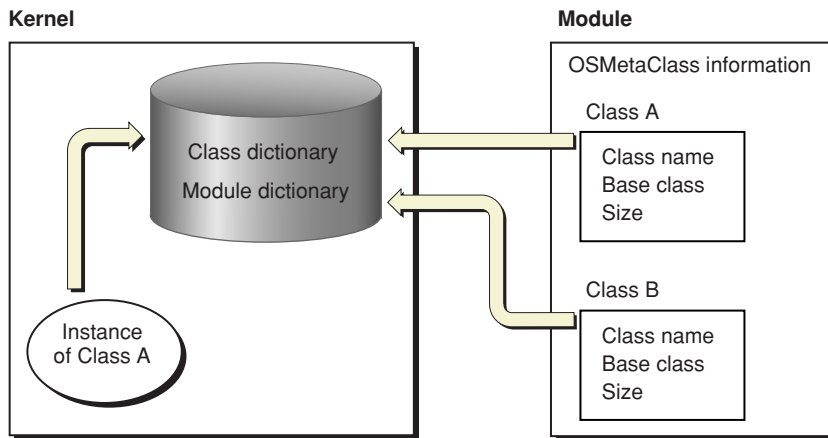 Kernel
Module
OSMetaClass information
Class dictionary
Module dictionary
Class A
Class name
Base class
Size
Class B
Class name
Base class
Size
Instance
of Class A